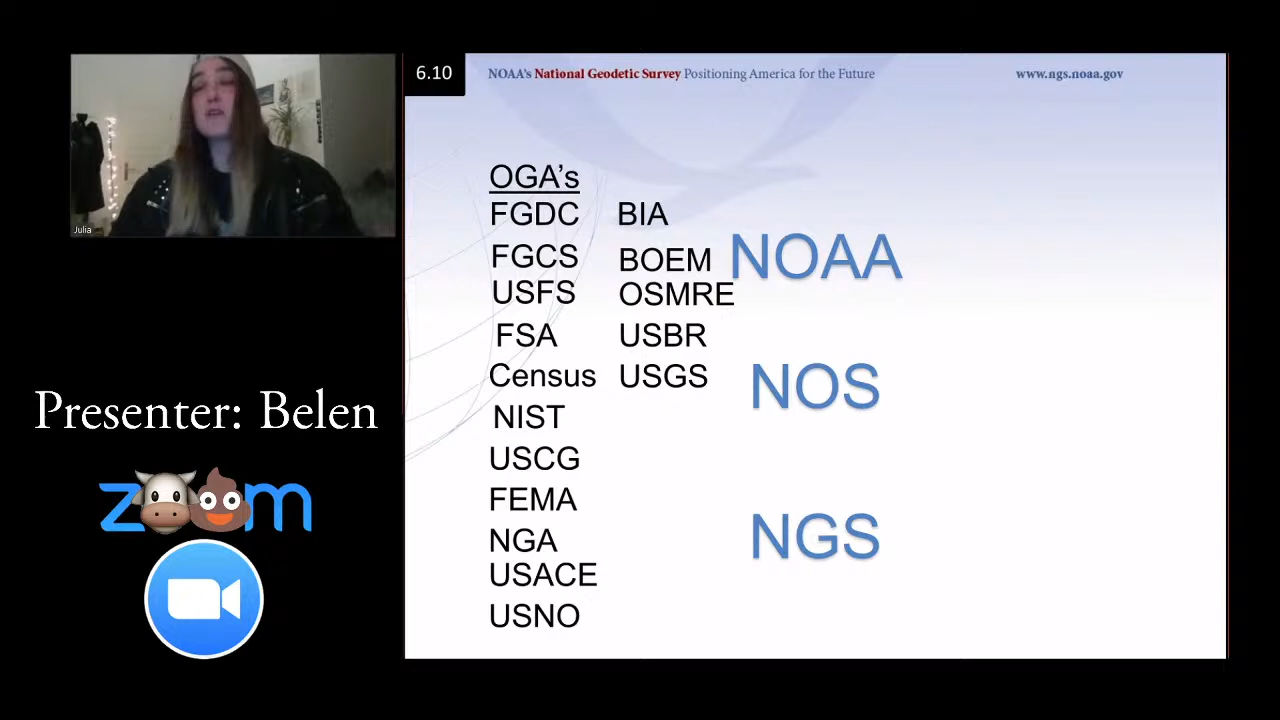 Julia
6.10
NOAA's National Geodetic Survey Positioning America for the Future
www.ngs.noaa.gov
OGA's
FGDC BIA
FGCS BOEM NOAA
USFS OSMRE
FSA USBR
Census USGS NOS
NIST
USCG
FEMA
NGA NGS
USACE
USNO
Presenter: Belen
zoom